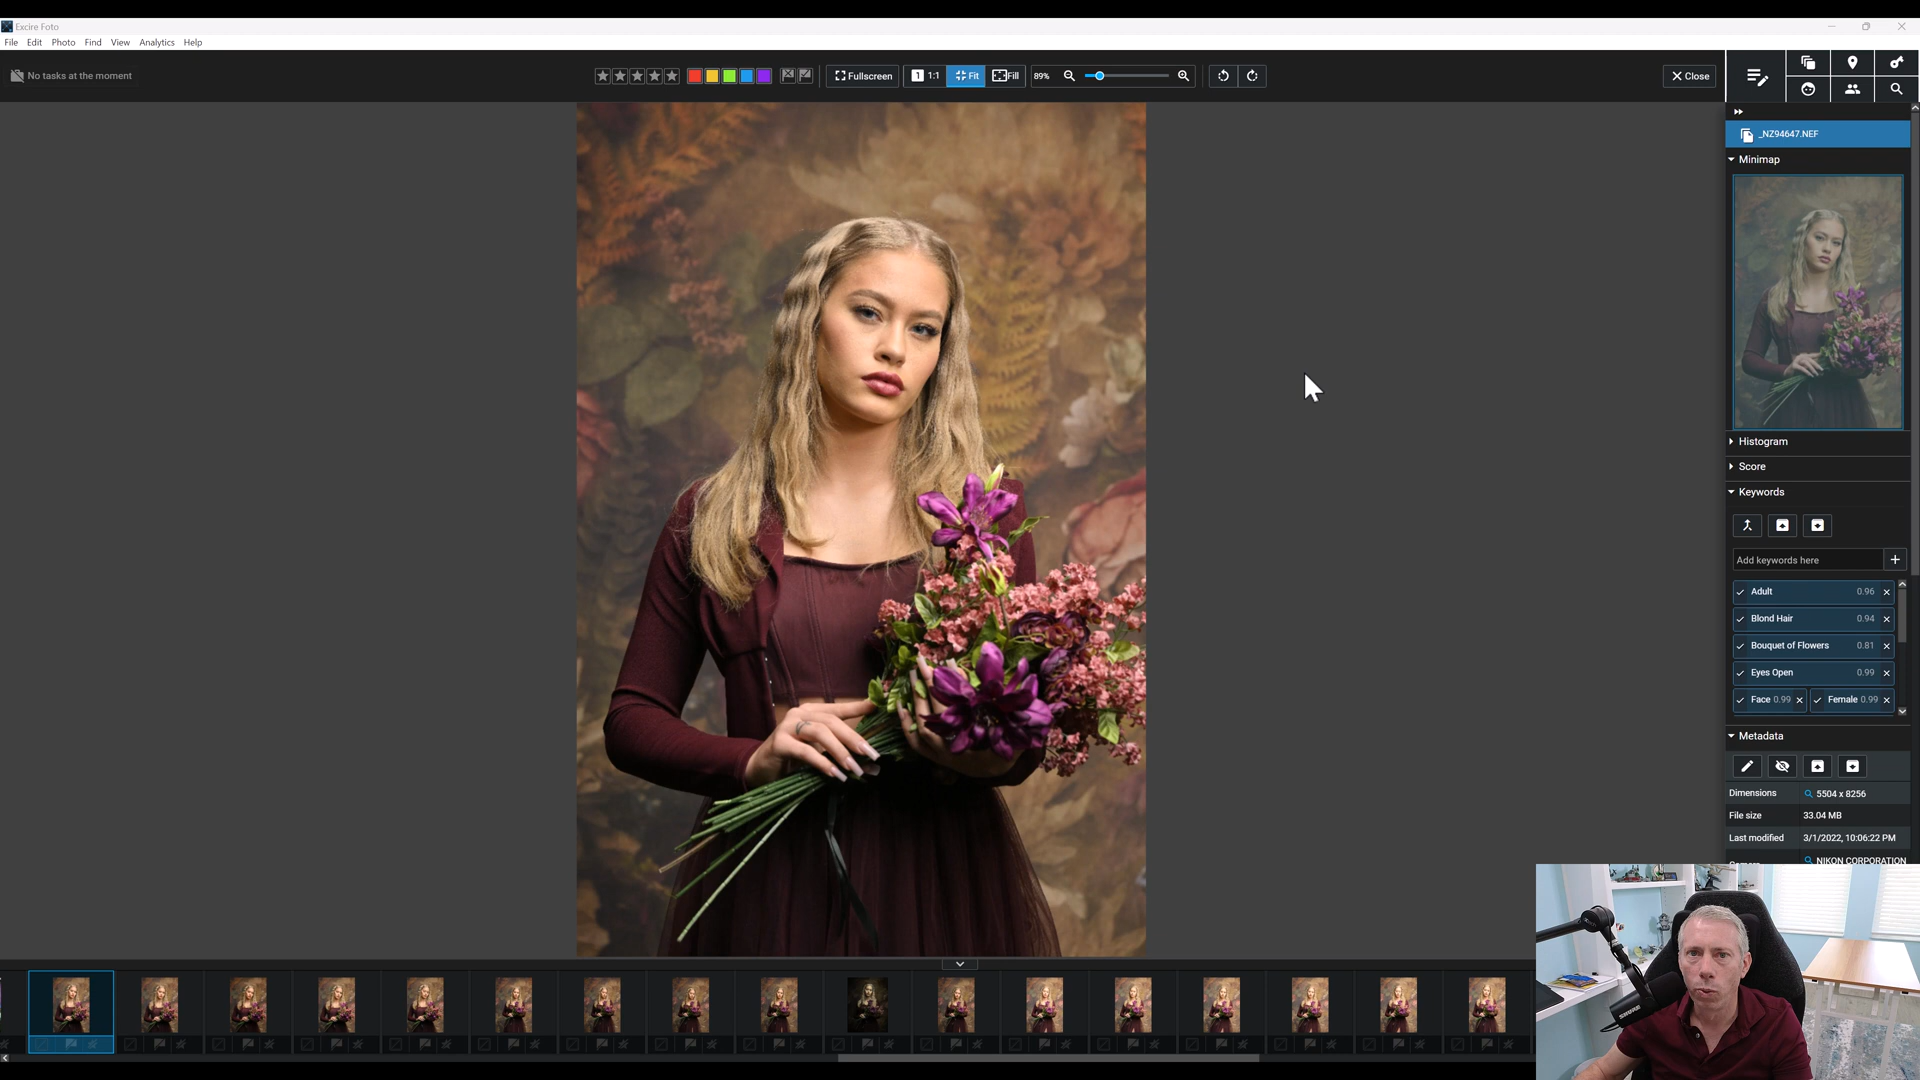 Excire Foto
File Edit Photo Find View Analytics Help
No tasks at the moment
Fullscreen 1 1:1 Fit Fill 89% Close
_NZ94647.NEF
Minimap
Histogram
Score
Keywords
Add keywords here
Adult 0.96
Blond Hair 0.94
Bouquet of Flowers 0.81
Eyes Open 0.99
Face 0.99 Female 0.99
Metadata
Dimensions 5504 x 8256
File size 33.04 MB
Last modified 3/1/2022, 10:06:22 PM
NIKON CORPORATION
SHURE